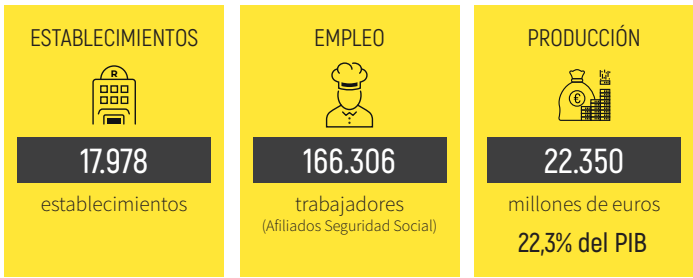 ESTABLECIMIENTOS
R
17.978
establecimientos
EMPLEO
166.306
trabajadores
(Afiliados Seguridad Social)
PRODUCCIÓN
€
22.350
millones de euros
22,3% del PIB